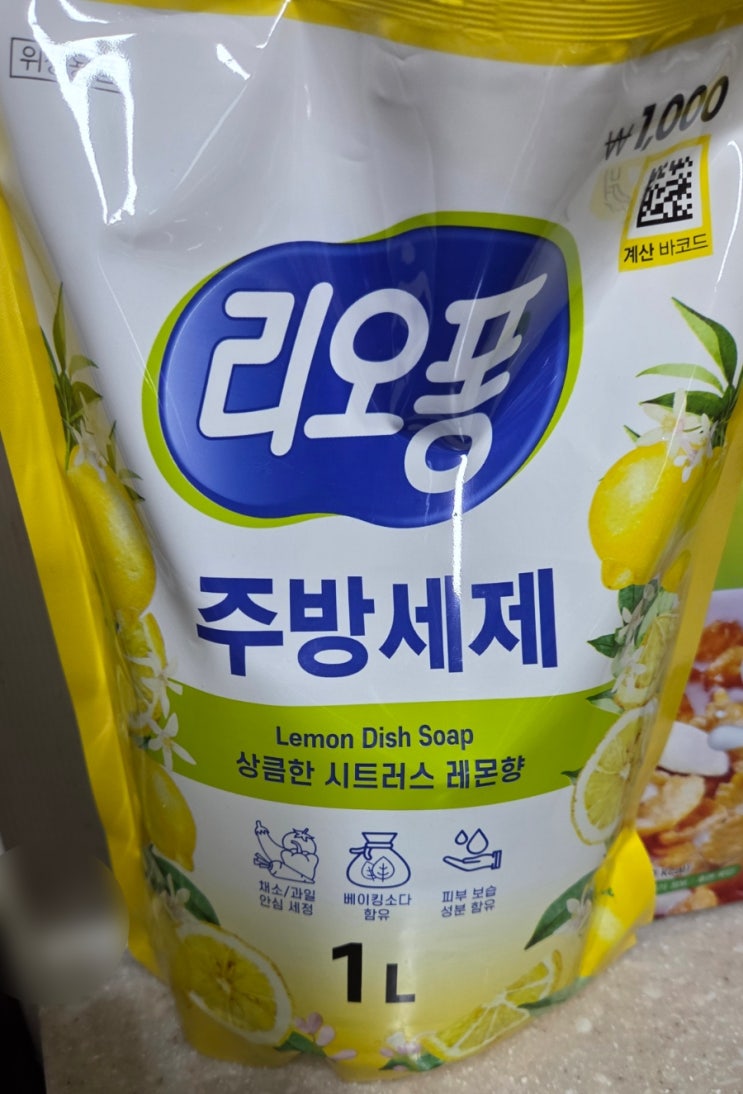 ₩1,000
계산 바코드
리오퐁
주방세제
Lemon Dish Soap
상큼한 시트러스 레몬향
채소/과일
안심 세정
베이킹소다
함유
피부 보습
성분 함유
1L